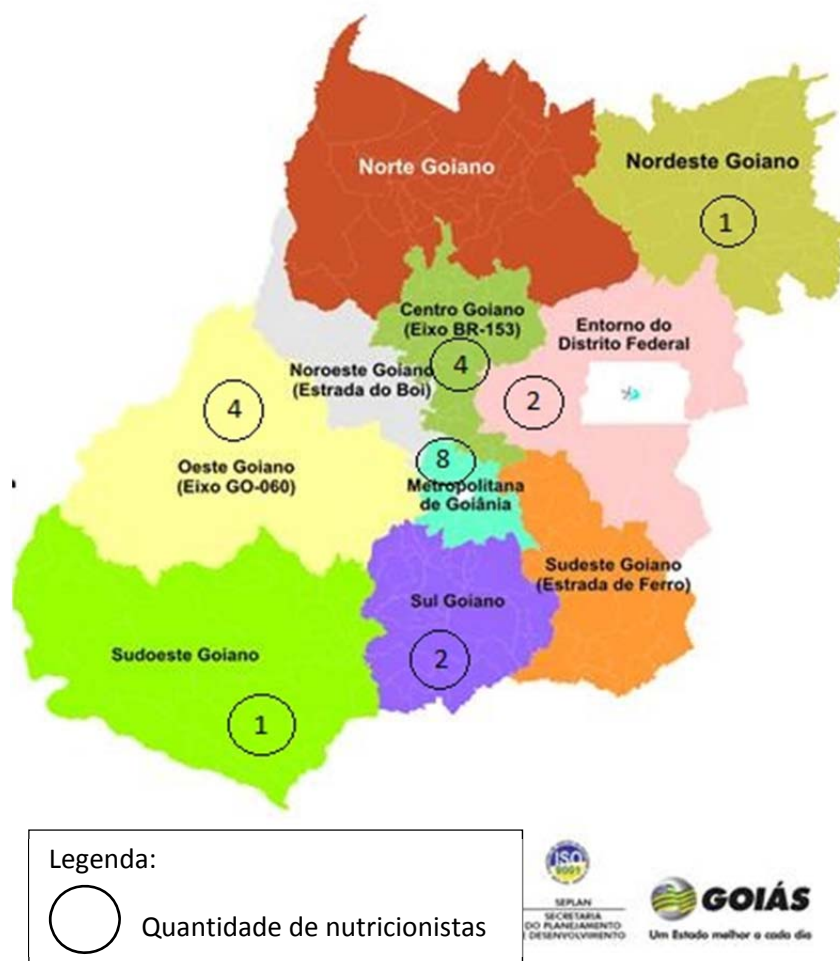 Norte Goiano
Nordeste Goiano
1
Centro Goiano
(Eixo BR-153)
4
Entorno do
Distrito Federal
2
Noroeste Goiano
(Estrada do Boi)
4
Oeste Goiano
(Eixo GO-060)
8
Metropolitana
de Goiânia
Sudeste Goiano
(Estrada de Ferro)
Sul Goiano
2
Sudoeste Goiano
1
Legenda:
Quantidade de nutricionistas
ISO
9001
SEPLAN
SECRETARIA
DO PLANEJAMENTO
E DESENVOLVIMENTO
GOIÁS
Um Estado melhor a cada dia